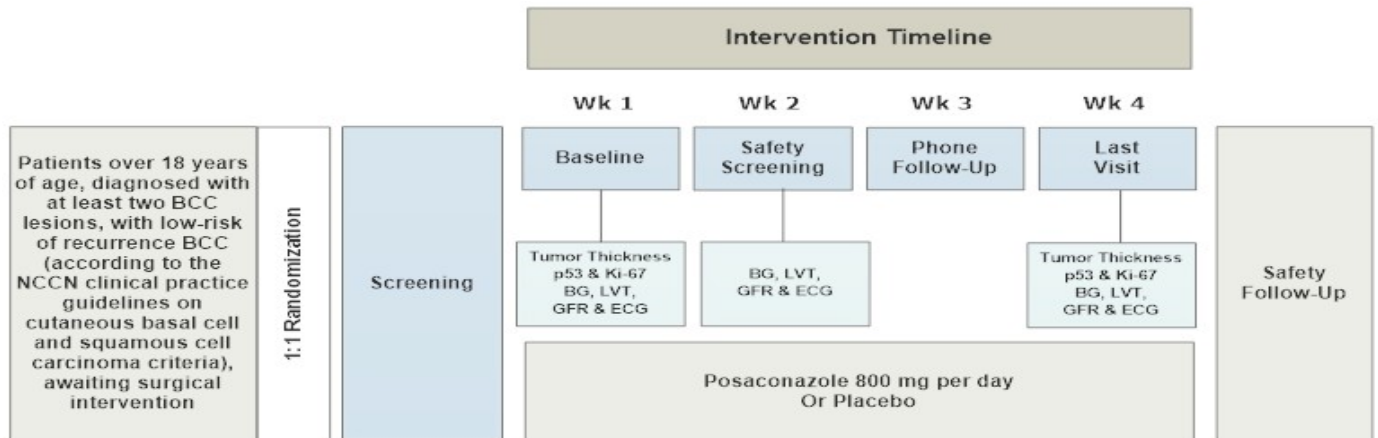 Intervention Timeline
Wk 1
Wk 2
Wk 3
Wk 4
Patients over 18 years
of age, diagnosed with
at least two BCC
lesions, with low-risk
of recurrence BCC
(according to the
NCCN clinical practice
guidelines on
cutaneous basal cell
and squamous cell
carcinoma criteria),
awaiting surgical
intervention
1:1 Randomization
Screening
Baseline
Safety
Screening
Phone
Follow-Up
Last
Visit
Tumor Thickness
p53 & Ki-67
BG, LVT,
GFR & ECG
BG, LVT,
GFR & ECG
Tumor Thickness
p53 & Ki-67
BG, LVT,
GFR & ECG
Posaconazole 800 mg per day
Or Placebo
Safety
Follow-Up